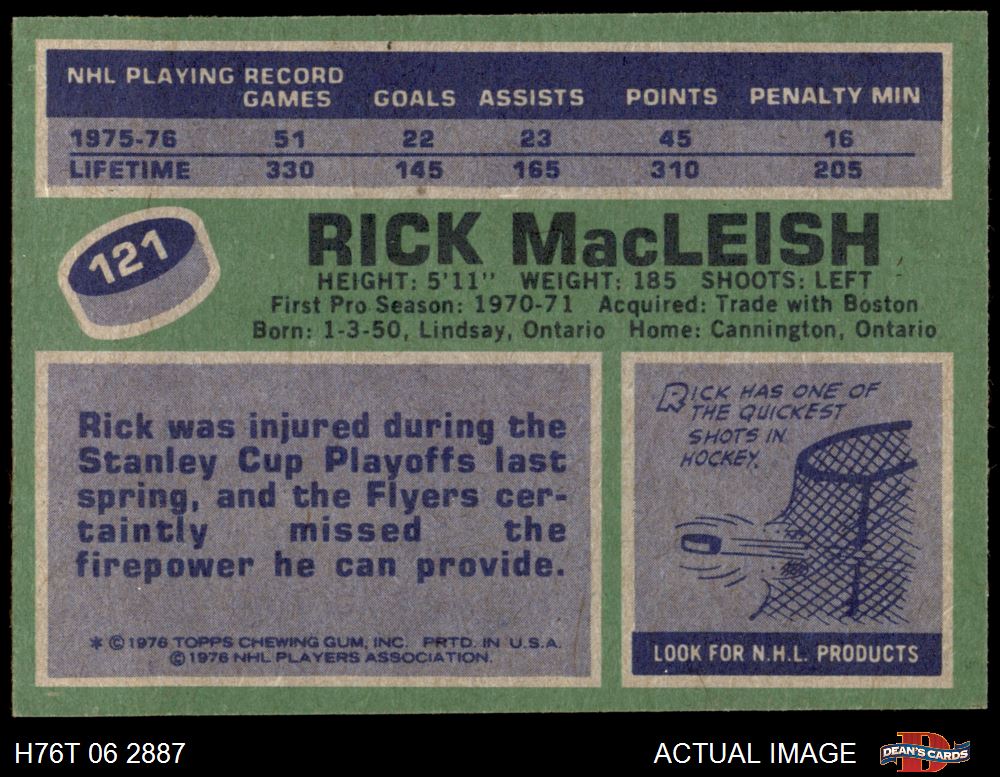 NHL PLAYING RECORD
GAMES GOALS ASSISTS POINTS PENALTY MIN
1975-76 51 22 23 45 16
LIFETIME 330 145 165 310 205
121
RICK MacLEISH
HEIGHT: 5'11" WEIGHT: 185 SHOOTS: LEFT
First Pro Season: 1970-71 Acquired: Trade with Boston
Born: 1-3-50, Lindsay, Ontario Home: Cannington, Ontario
Rick was injured during the
Stanley Cup Playoffs last
spring, and the Flyers cer-
taintly missed the
firepower he can provide.
* © 1976 TOPPS CHEWING GUM, INC. PRTD. IN U.S.A.
© 1976 NHL PLAYERS ASSOCIATION.
RICK HAS ONE OF
THE QUICKEST
SHOTS IN
HOCKEY.
LOOK FOR N.H.L. PRODUCTS
H76T 06 2887
ACTUAL IMAGE
D
DEAN'S CARDS